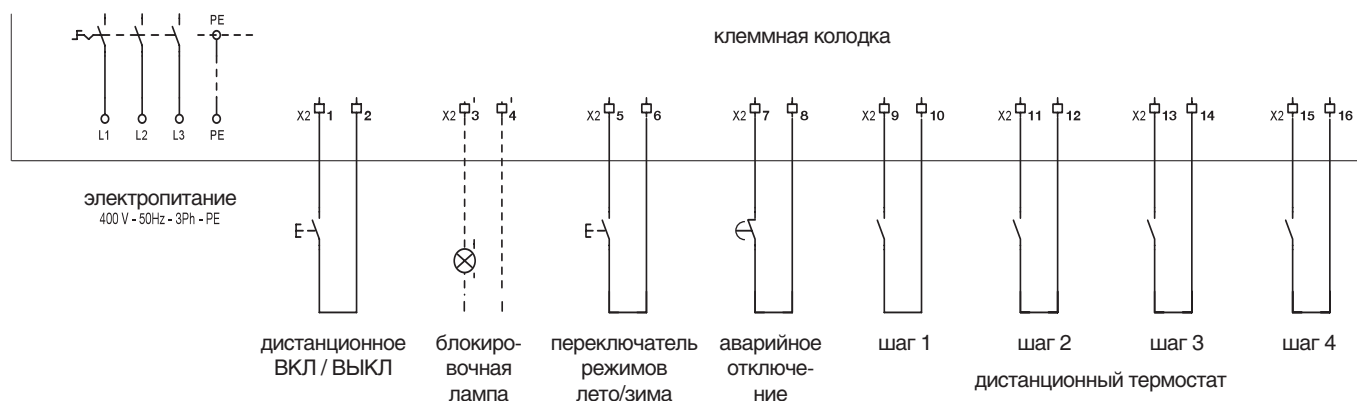 PE
клеммная колодка
X2 1 2
X2 3 4
X2 5 6
X2 7 8
X2 9 10
X2 11 12
X2 13 14
X2 15 16
L1 L2 L3 PE
электропитание
400 V - 50Hz - 3Ph - PE
дистанционное
ВКЛ / ВЫКЛ
блокиро-
вочная
лампа
переключатель
режимов
лето/зима
аварийное
отключе-
ние
шаг 1
шаг 2
шаг 3
шаг 4
дистанционный термостат